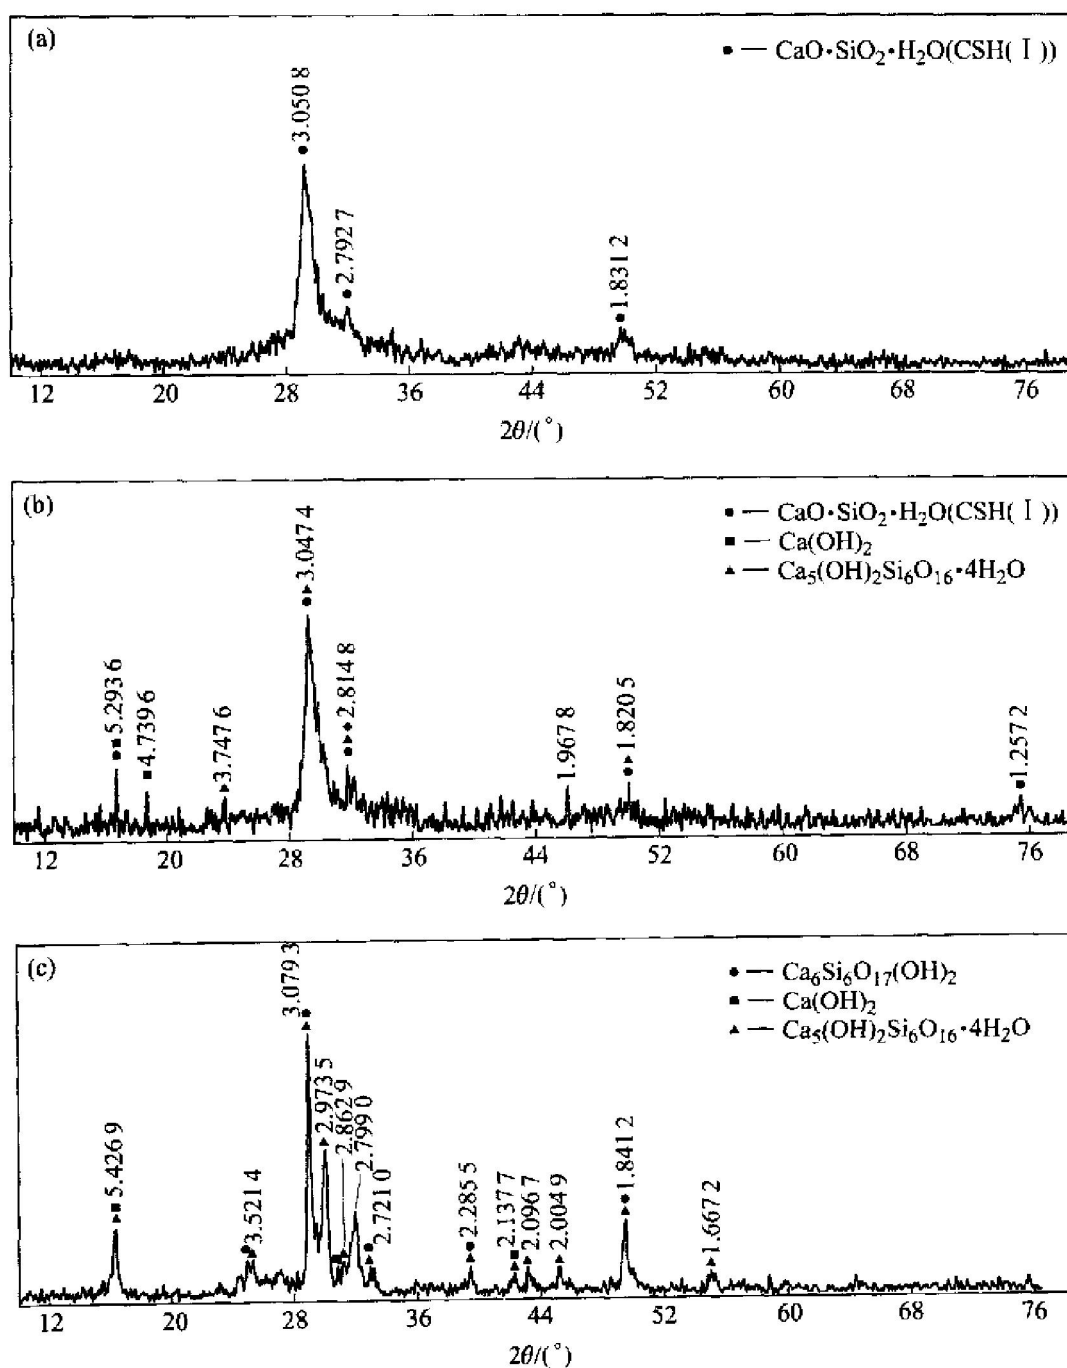 (a)
● — CaO·SiO₂·H₂O(CSH(Ⅰ))
3.0508
2.7927
1.8312
12 20 28 36 44 52 60 68 76
2θ/(°)
(b)
● — CaO·SiO₂·H₂O(CSH(Ⅰ))
■ — Ca(OH)₂
▲ — Ca₅(OH)₂Si₆O₁₆·4H₂O
5.2936
4.7396
3.7476
3.0474
2.8148
1.9678
1.8205
1.2572
12 20 28 36 44 52 60 68 76
2θ/(°)
(c)
● — Ca₆Si₆O₁₇(OH)₂
■ — Ca(OH)₂
▲ — Ca₅(OH)₂Si₆O₁₆·4H₂O
5.4269
3.5214
3.0793
2.9735
2.8629
2.7990
2.7210
2.2855
2.1377
2.0967
2.0049
1.8412
1.6672
12 20 28 36 44 52 60 68 76
2θ/(°)